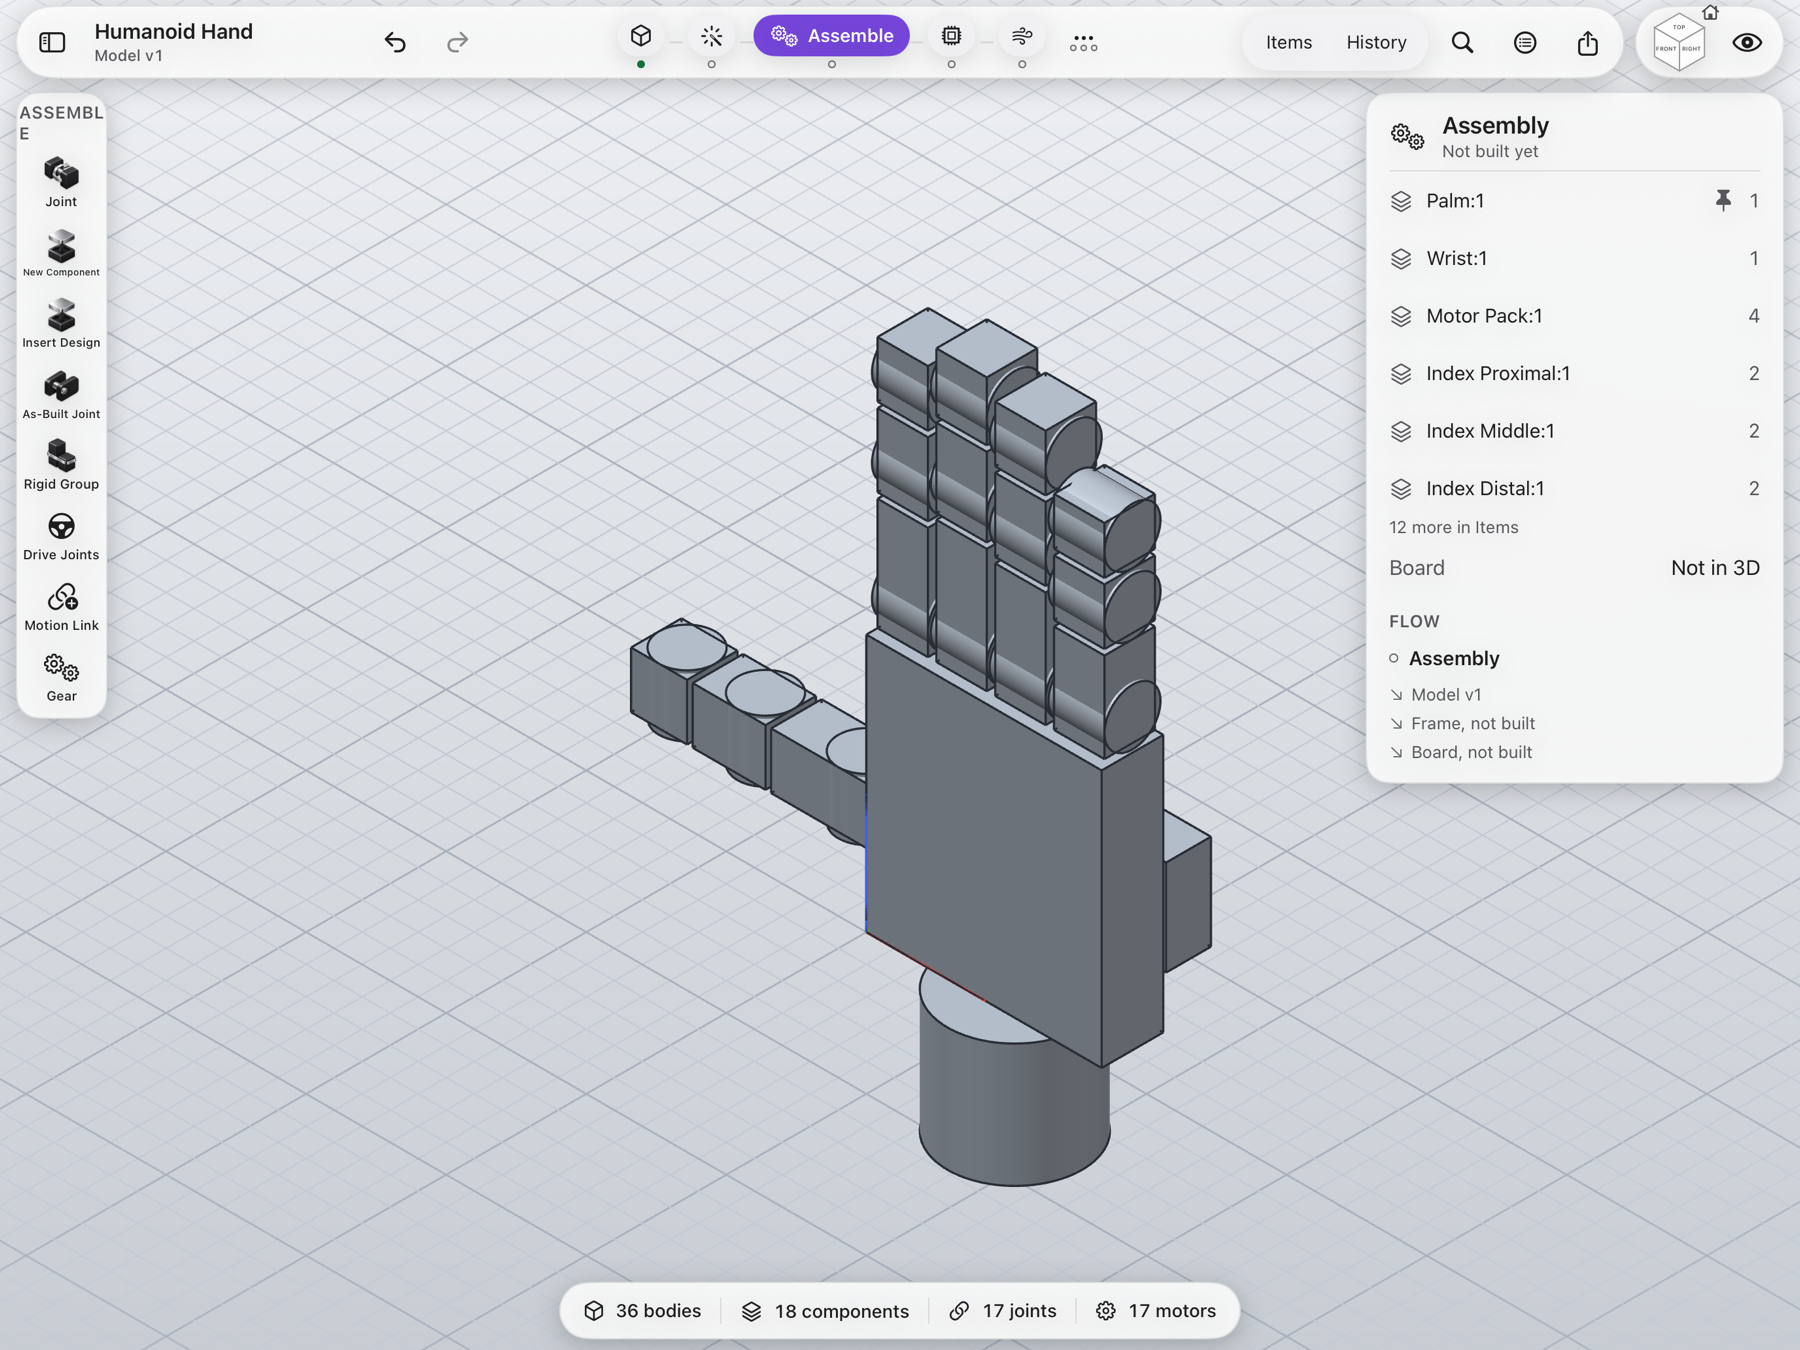 Humanoid Hand
Model v1
Assemble
Items
History
TOP
FRONT
RIGHT
ASSEMBL
E
Joint
New Component
Insert Design
As-Built Joint
Rigid Group
Drive Joints
Motion Link
Gear
Assembly
Not built yet
Palm:1 1
Wrist:1 1
Motor Pack:1 4
Index Proximal:1 2
Index Middle:1 2
Index Distal:1 2
12 more in Items
Board Not in 3D
FLOW
Assembly
Model v1
Frame, not built
Board, not built
36 bodies
18 components
17 joints
17 motors